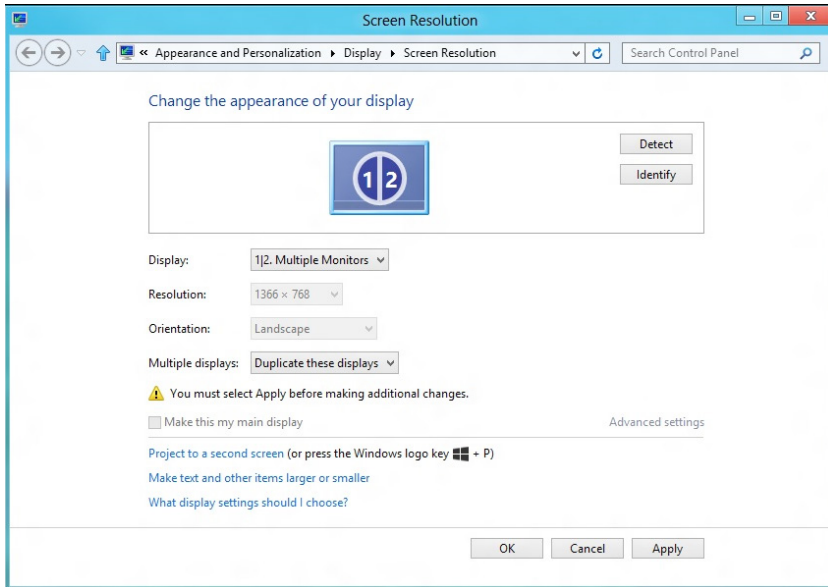 Screen Resolution
« Appearance and Personalization Display Screen Resolution Search Control Panel
Change the appearance of your display
1 2
Detect
Identify
Display: 1|2. Multiple Monitors
Resolution: 1366 × 768
Orientation: Landscape
Multiple displays: Duplicate these displays
You must select Apply before making additional changes.
Make this my main display Advanced settings
Project to a second screen (or press the Windows logo key + P)
Make text and other items larger or smaller
What display settings should I choose?
OK Cancel Apply